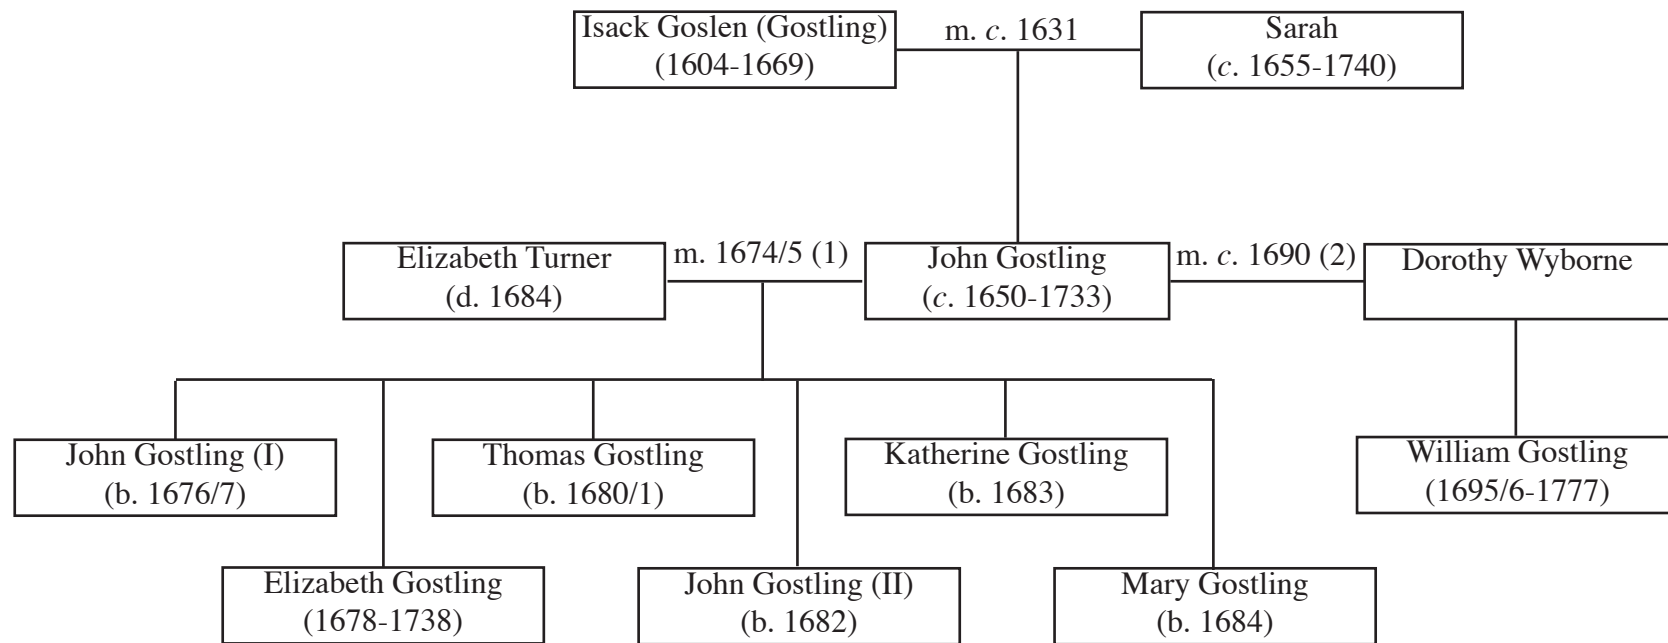 Isack Goslen (Gostling)
(1604-1669)
m. c. 1631
Sarah
(c. 1655-1740)
Elizabeth Turner
(d. 1684)
m. 1674/5 (1)
John Gostling
(c. 1650-1733)
m. c. 1690 (2)
Dorothy Wyborne
John Gostling (I)
(b. 1676/7)
Thomas Gostling
(b. 1680/1)
Katherine Gostling
(b. 1683)
William Gostling
(1695/6-1777)
Elizabeth Gostling
(1678-1738)
John Gostling (II)
(b. 1682)
Mary Gostling
(b. 1684)